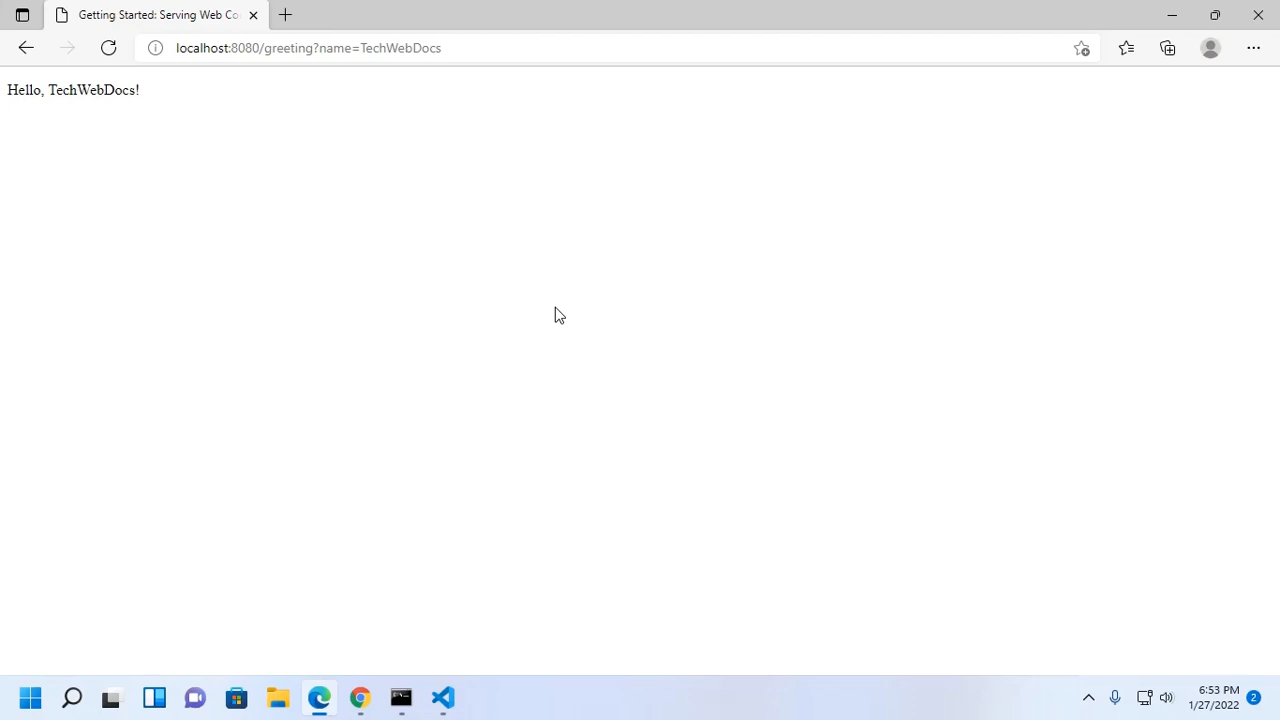 Getting Started: Serving Web Co
localhost:8080/greeting?name=TechWebDocs
Hello, TechWebDocs!
6:53 PM
1/27/2022
2